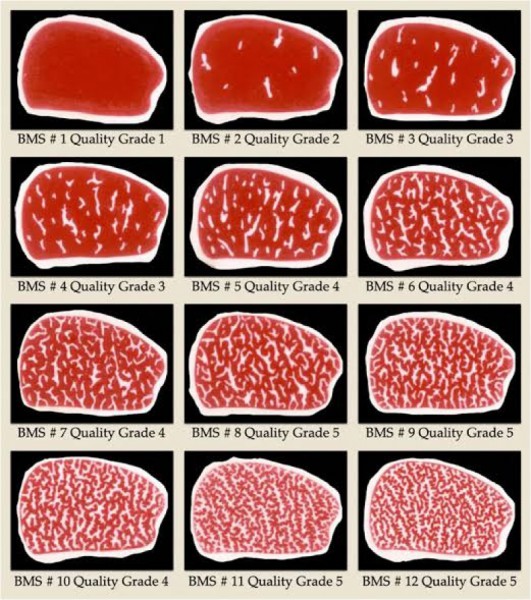 BMS # 1 Quality Grade 1
BMS # 2 Quality Grade 2
BMS # 3 Quality Grade 3
BMS # 4 Quality Grade 3
BMS # 5 Quality Grade 4
BMS # 6 Quality Grade 4
BMS # 7 Quality Grade 4
BMS # 8 Quality Grade 5
BMS # 9 Quality Grade 5
BMS # 10 Quality Grade 4
BMS # 11 Quality Grade 5
BMS # 12 Quality Grade 5